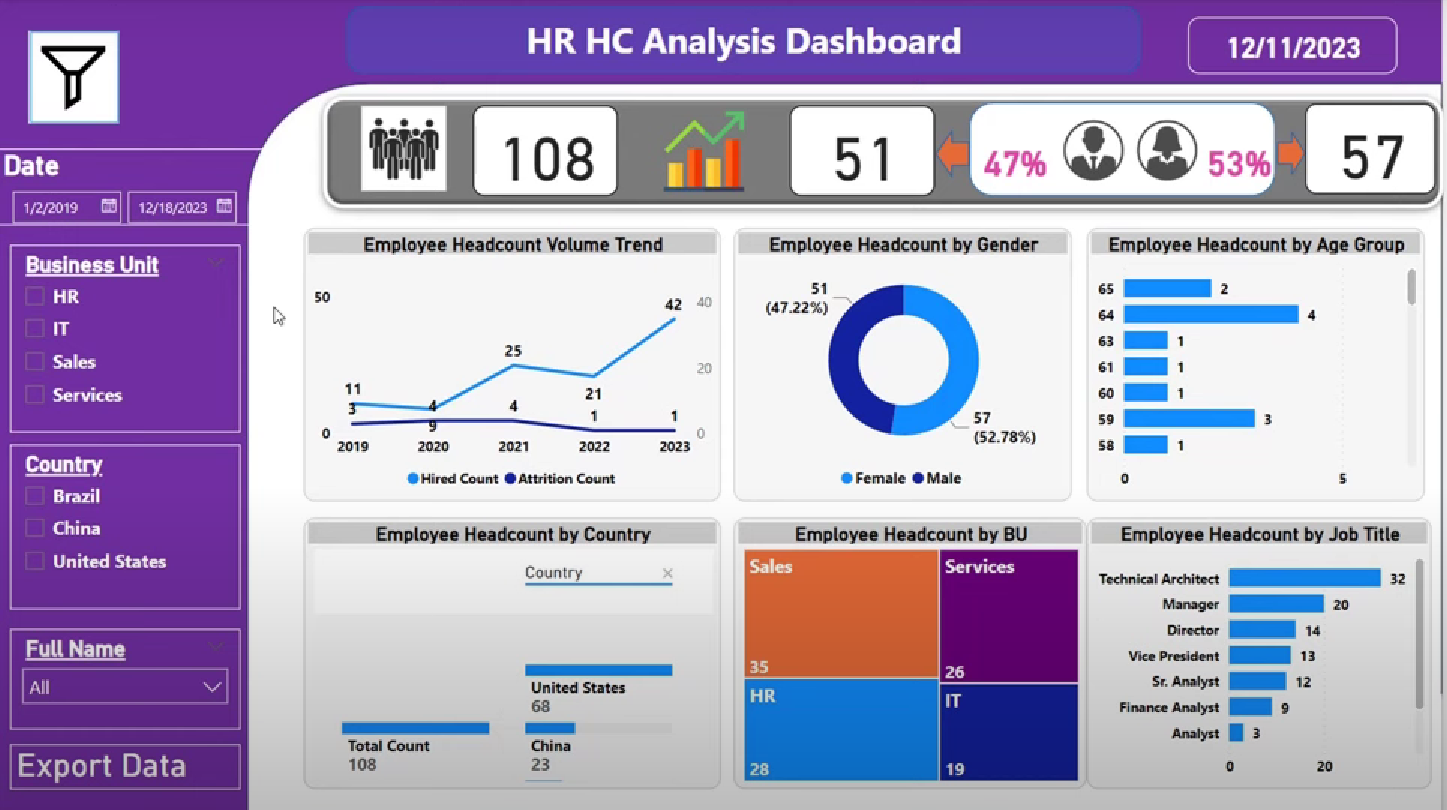 HR HC Analysis Dashboard
12/11/2023
108
51
47%
53%
57
Date
1/2/2019
12/18/2023
Business Unit
HR
IT
Sales
Services
Country
Brazil
China
United States
Full Name
All
Export Data
Employee Headcount Volume Trend
50
0
40
20
0
11
3
4
9
25
4
21
1
42
1
2019
2020
2021
2022
2023
Hired Count
Attrition Count
Employee Headcount by Gender
51
(47.22%)
57
(52.78%)
Female
Male
Employee Headcount by Age Group
65 2
64 4
63 1
61 1
60 1
59 3
58 1
0 5
Employee Headcount by Country
Country
United States
68
Total Count
108
China
23
Employee Headcount by BU
Sales
35
Services
26
HR
28
IT
19
Employee Headcount by Job Title
Technical Architect 32
Manager 20
Director 14
Vice President 13
Sr. Analyst 12
Finance Analyst 9
Analyst 3
0 20